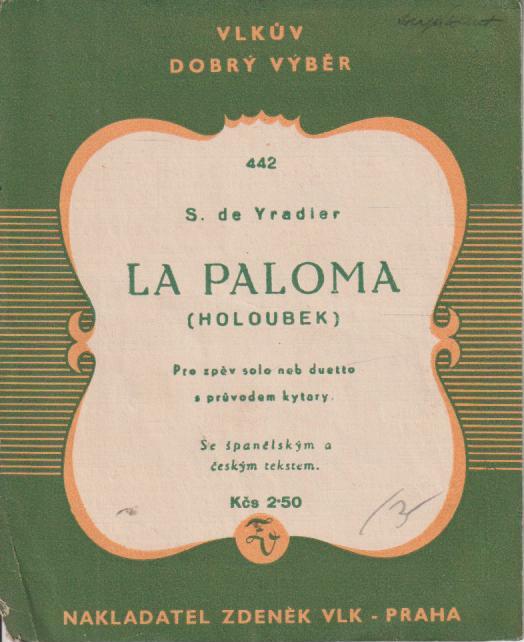 VLKŮV
DOBRÝ VÝBĚR
442
S. de Yradier
LA PALOMA
(HOLOUBEK)
Pro zpěv solo neb duetto
s průvodem kytary.
Se španělským a
českým tekstem.
Kčs 2·50
ZV
NAKLADATEL ZDENĚK VLK - PRAHA